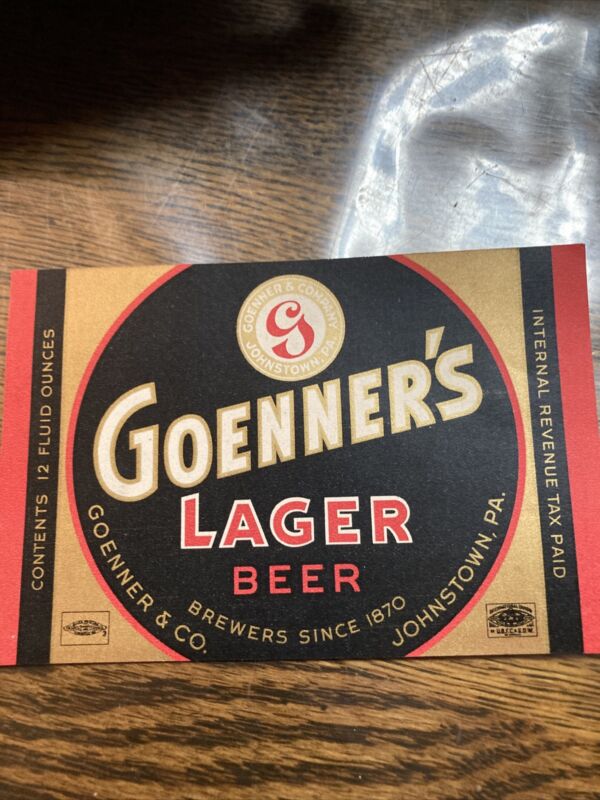 CONTENTS 12 FLUID OUNCES
GOENNER & COMPANY
G
JOHNSTOWN, PA.
GOENNER'S
LAGER
BEER
GOENNER & CO.
BREWERS SINCE 1870
JOHNSTOWN, PA.
INTERNAL REVENUE TAX PAID